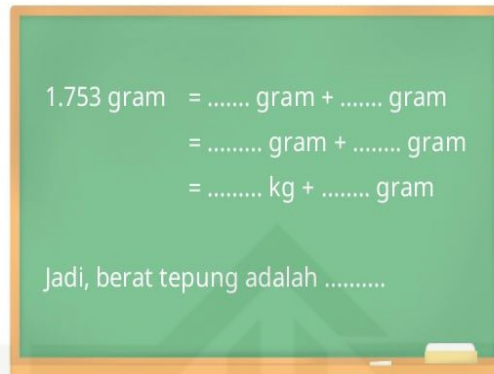 1.753 gram = ....... gram + ....... gram
= ......... gram + ........ gram
= ......... kg + ........ gram
Jadi, berat tepung adalah ..........